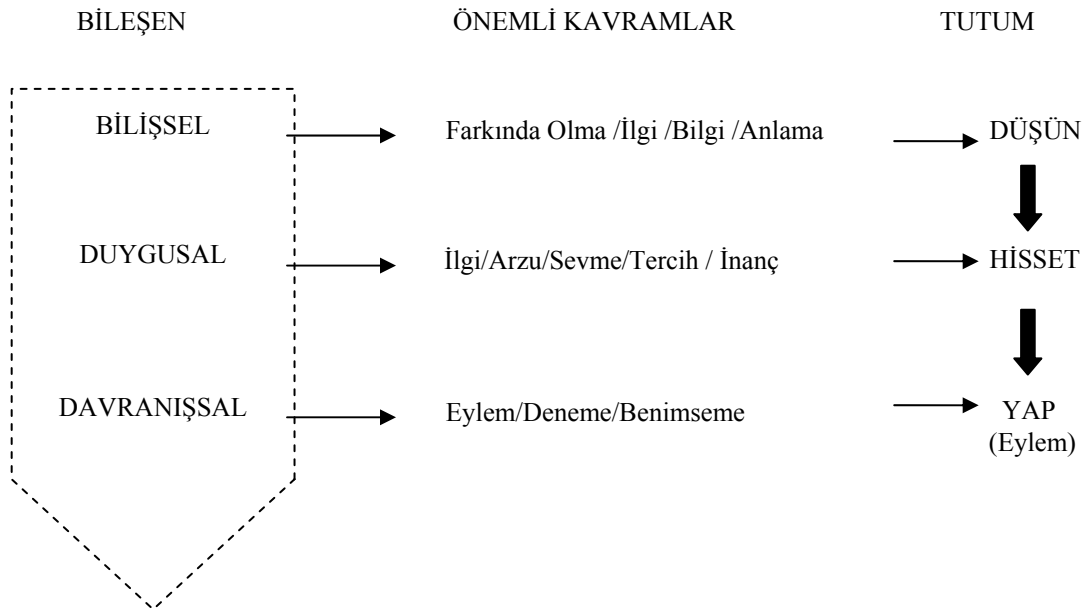 BİLEŞEN ÖNEMLİ KAVRAMLAR TUTUM
BİLİŞSEL Farkında Olma /İlgi /Bilgi /Anlama DÜŞÜN
DUYGUSAL İlgi/Arzu/Sevme/Tercih / İnanç HİSSET
DAVRANIŞSAL Eylem/Deneme/Benimseme YAP
(Eylem)